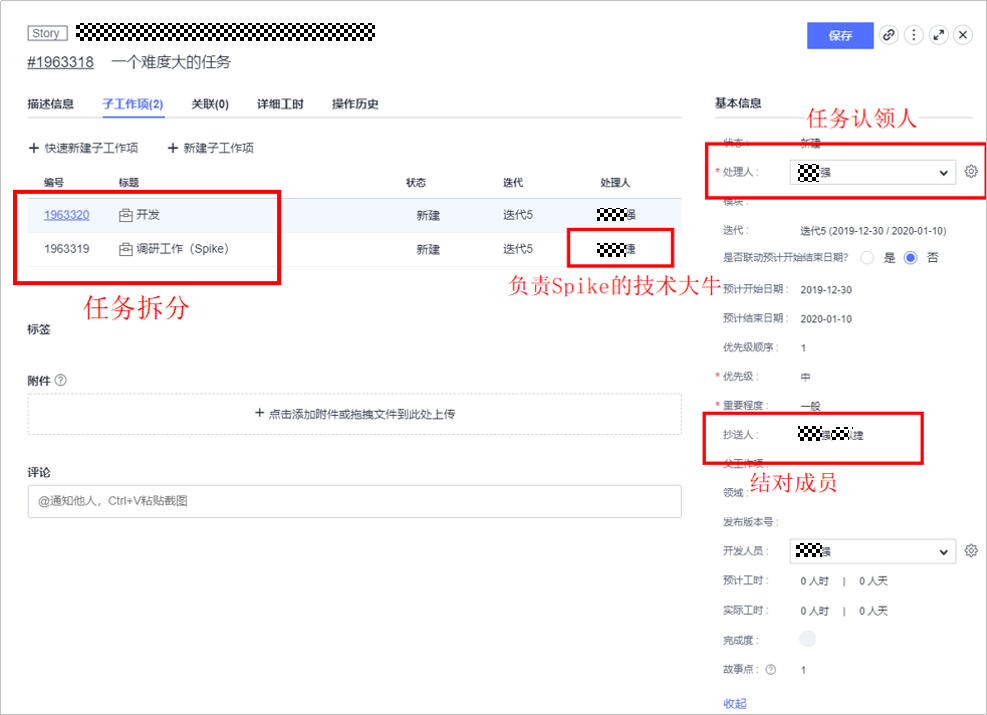 Story
保存
#1963318 一个难度大的任务
描述信息 子工作项(2) 关联(0) 详细工时 操作历史
+ 快速新建子工作项 + 新建子工作项
编号 标题 状态 迭代 处理人
1963320 开发 新建 迭代5 强
1963319 调研工作（Spike） 新建 迭代5 捷
任务拆分
负责Spike的技术大牛
标签
附件
+ 点击添加附件或拖拽文件到此处上传
评论
@通知他人，Ctrl+V粘贴截图
基本信息
任务认领人
状态： 新建
* 处理人： 强
模块：
迭代： 迭代5 (2019-12-30 / 2020-01-10)
是否联动预计开始结束日期? 是 否
预计开始日期： 2019-12-30
预计结束日期： 2020-01-10
优先级顺序： 1
* 优先级： 中
* 重要程度： 一般
抄送人： 强 捷
父工作项：
结对成员
领域：
发布版本号：
开发人员： 强
预计工时： 0 人时 | 0 人天
实际工时： 0 人时 | 0 人天
完成度：
故事点： 1
收起